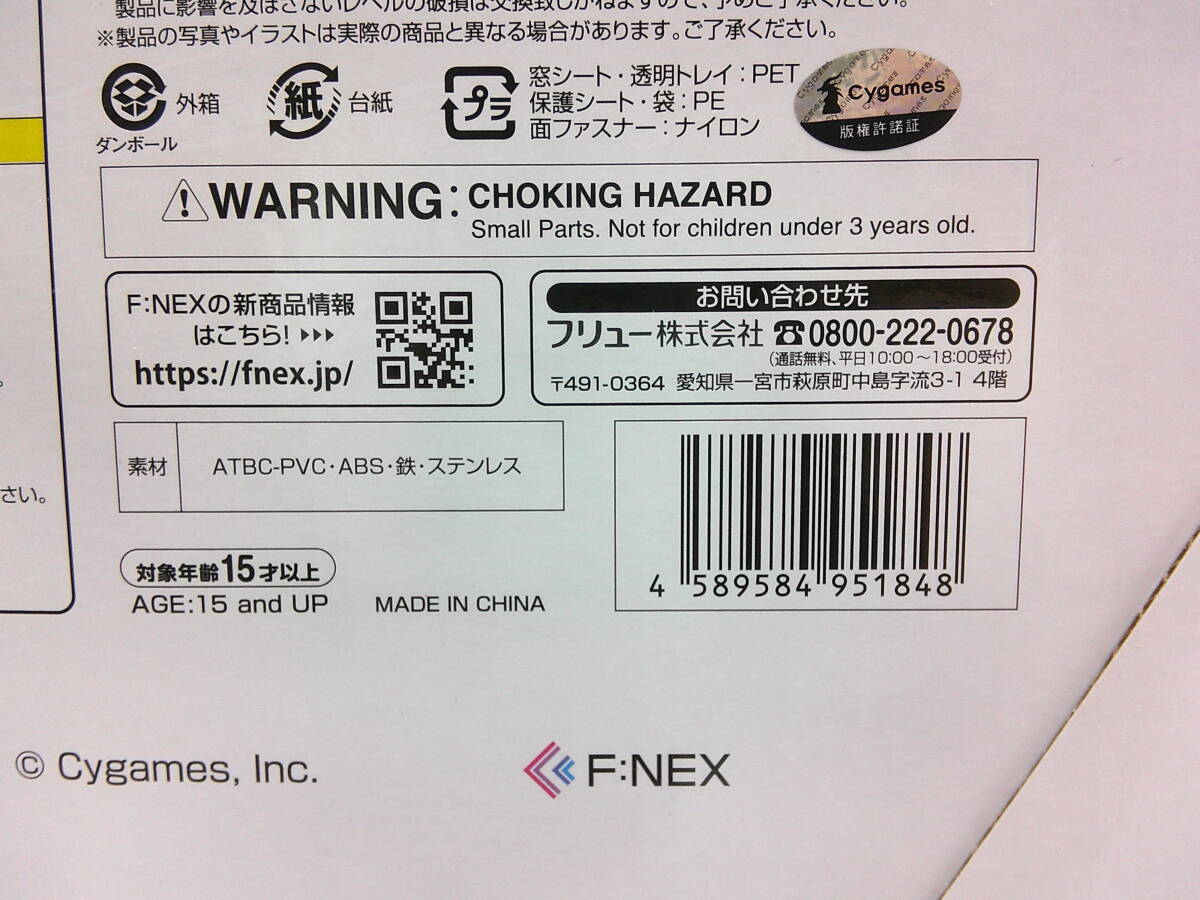 製品に影響を及ぼさないレベルの破損は交換致しかねますので、予めご了承ください。
※製品の写真やイラストは実際の商品と異なる場合があります。ご了承ください。
外箱
ダンボール
紙
台紙
プラ
窓シート・透明トレイ：PET
保護シート・袋：PE
面ファスナー：ナイロン
Cygames
版権許諾証
WARNING: CHOKING HAZARD
Small Parts. Not for children under 3 years old.
F:NEXの新商品情報
はこちら! >>>
https://fnex.jp/
お問い合わせ先
フリュー株式会社 ☎0800-222-0678
（通話無料、平日10:00～18:00受付）
〒491-0364 愛知県一宮市萩原町中島字流3-1 4階
素材 ATBC-PVC・ABS・鉄・ステンレス
さい。
対象年齢15才以上
AGE:15 and UP
MADE IN CHINA
4 589584 951848
© Cygames, Inc.
F:NEX